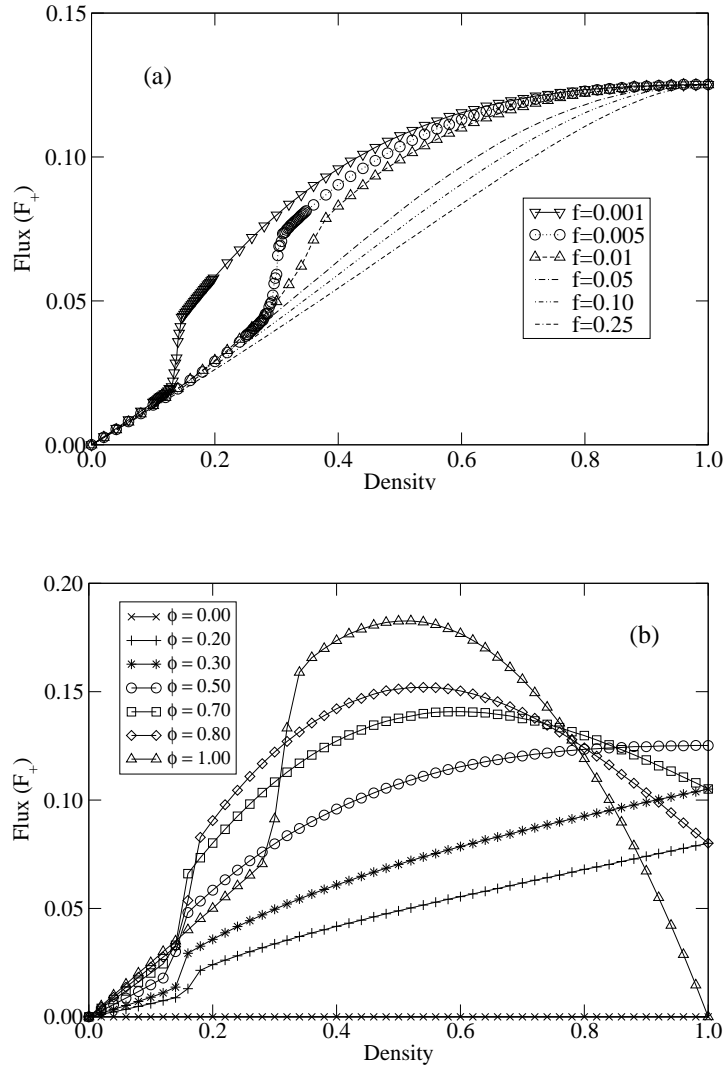 0.15
(a)
0.10
Flux (F+)
f=0.001
f=0.005
f=0.01
f=0.05
f=0.10
f=0.25
0.05
0.00
0.0 0.2 0.4 0.6 0.8 1.0
Density
0.20
ϕ = 0.00
ϕ = 0.20
ϕ = 0.30
ϕ = 0.50
ϕ = 0.70
ϕ = 0.80
ϕ = 1.00
(b)
0.15
Flux (F+)
0.10
0.05
0.00
0.0 0.2 0.4 0.6 0.8 1.0
Density